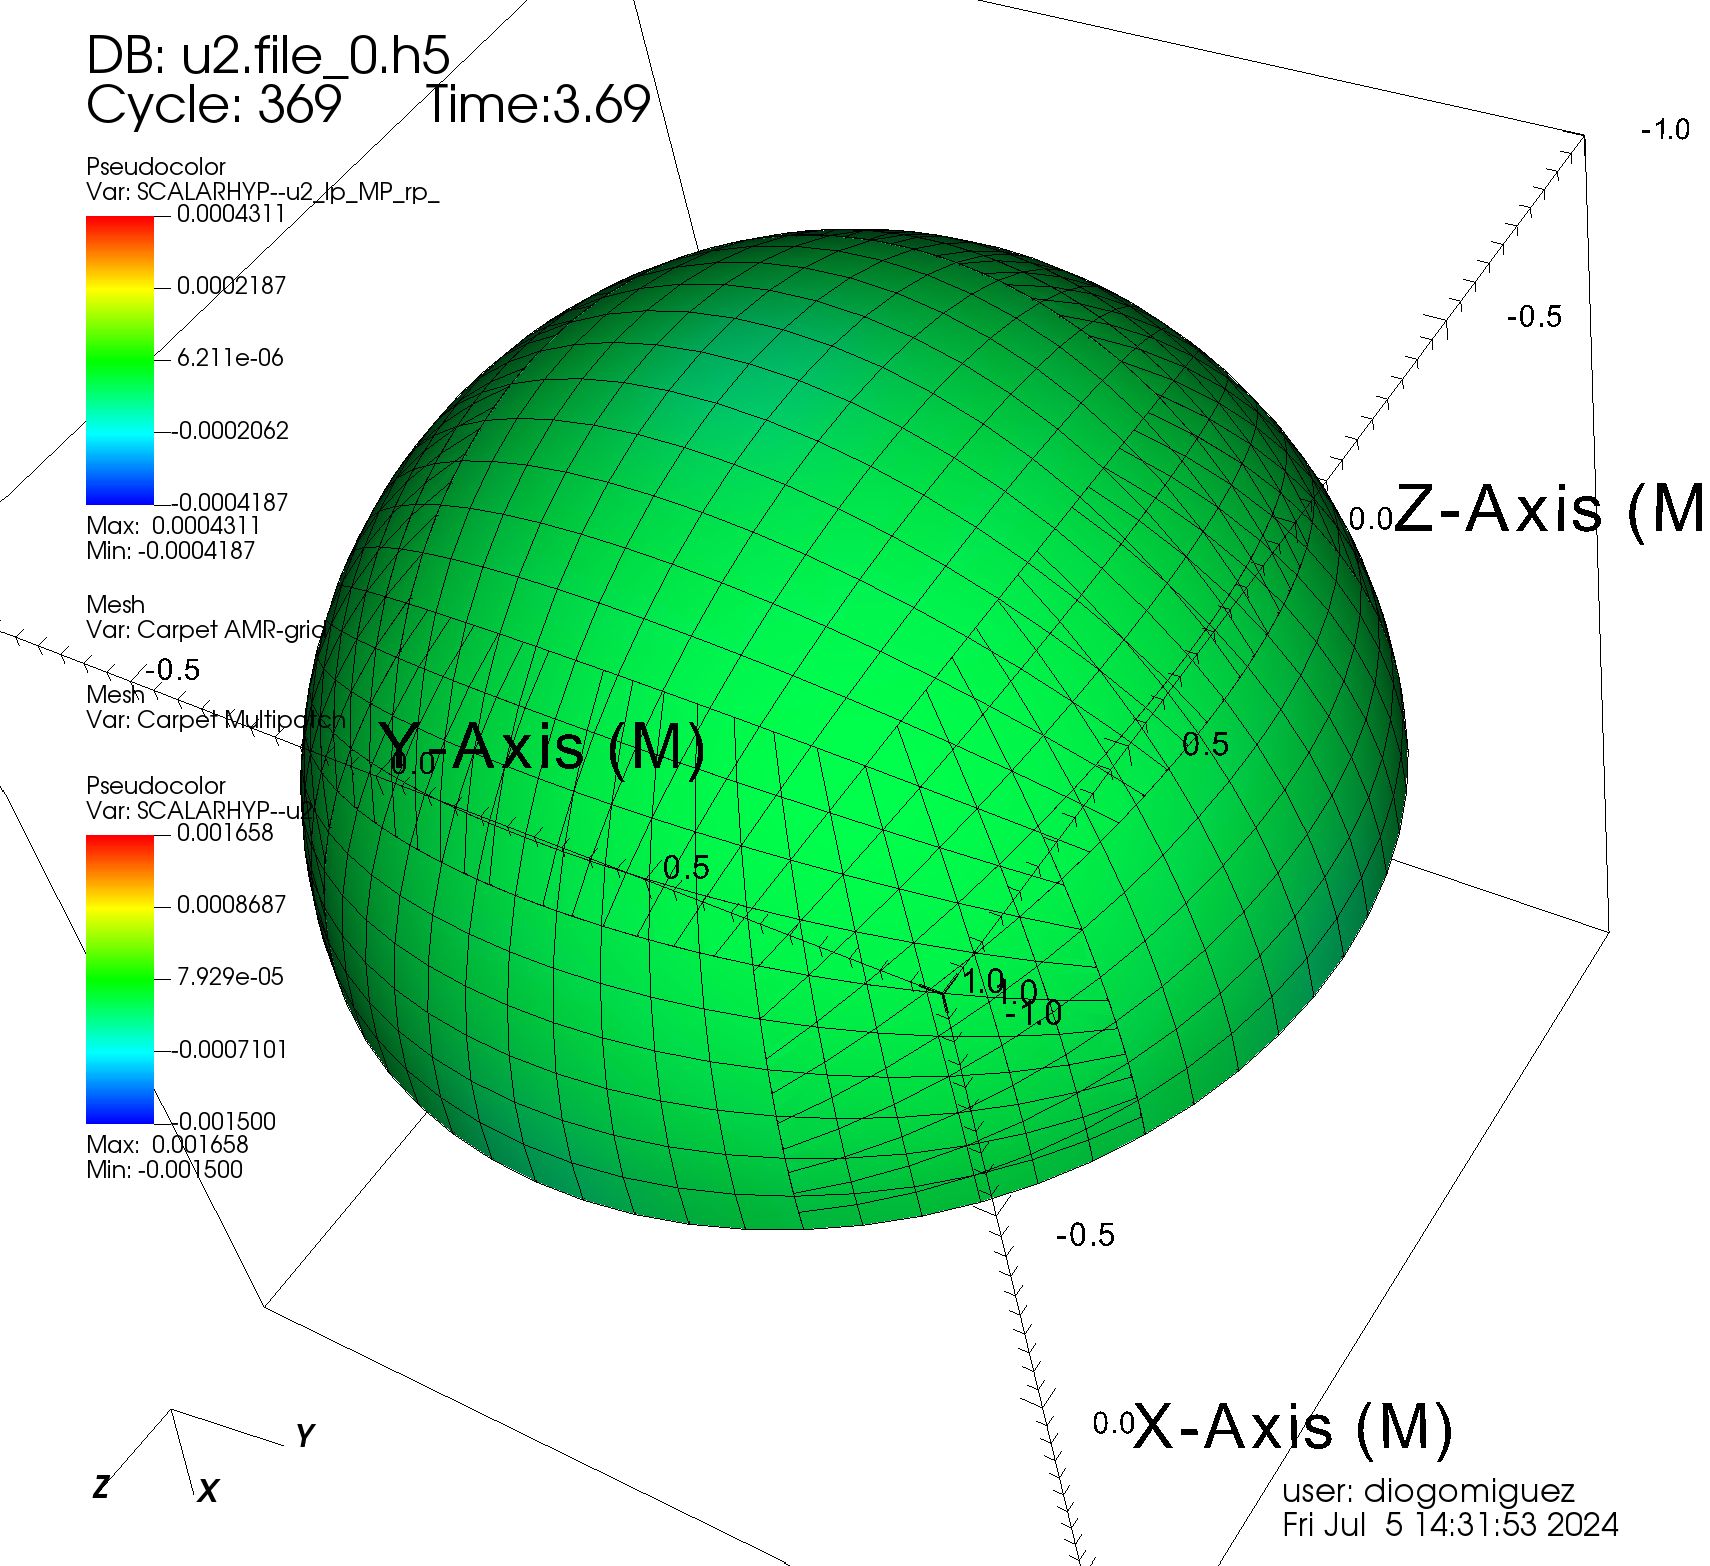 DB: u2.file_0.h5
Cycle: 369 Time:3.69
Pseudocolor
Var: SCALARHYP--u2_lp_MP_rp_
0.0004311
0.0002187
6.211e-06
-0.0002062
-0.0004187
Max: 0.0004311
Min: -0.0004187
Mesh
Var: Carpet AMR-grid
Mesh
Var: Carpet Multipatch
Pseudocolor
Var: SCALARHYP--u2
0.001658
0.0008687
7.929e-05
-0.0007101
-0.001500
Max: 0.001658
Min: -0.001500
-1.0
-0.5
0.0
Z-Axis (M
0.5
1.0
-0.5
0.0
Y-Axis (M)
0.5
1.0
-1.0
-0.5
0.0
X-Axis (M)
Z
X
Y
user: diogomiguez
Fri Jul 5 14:31:53 2024